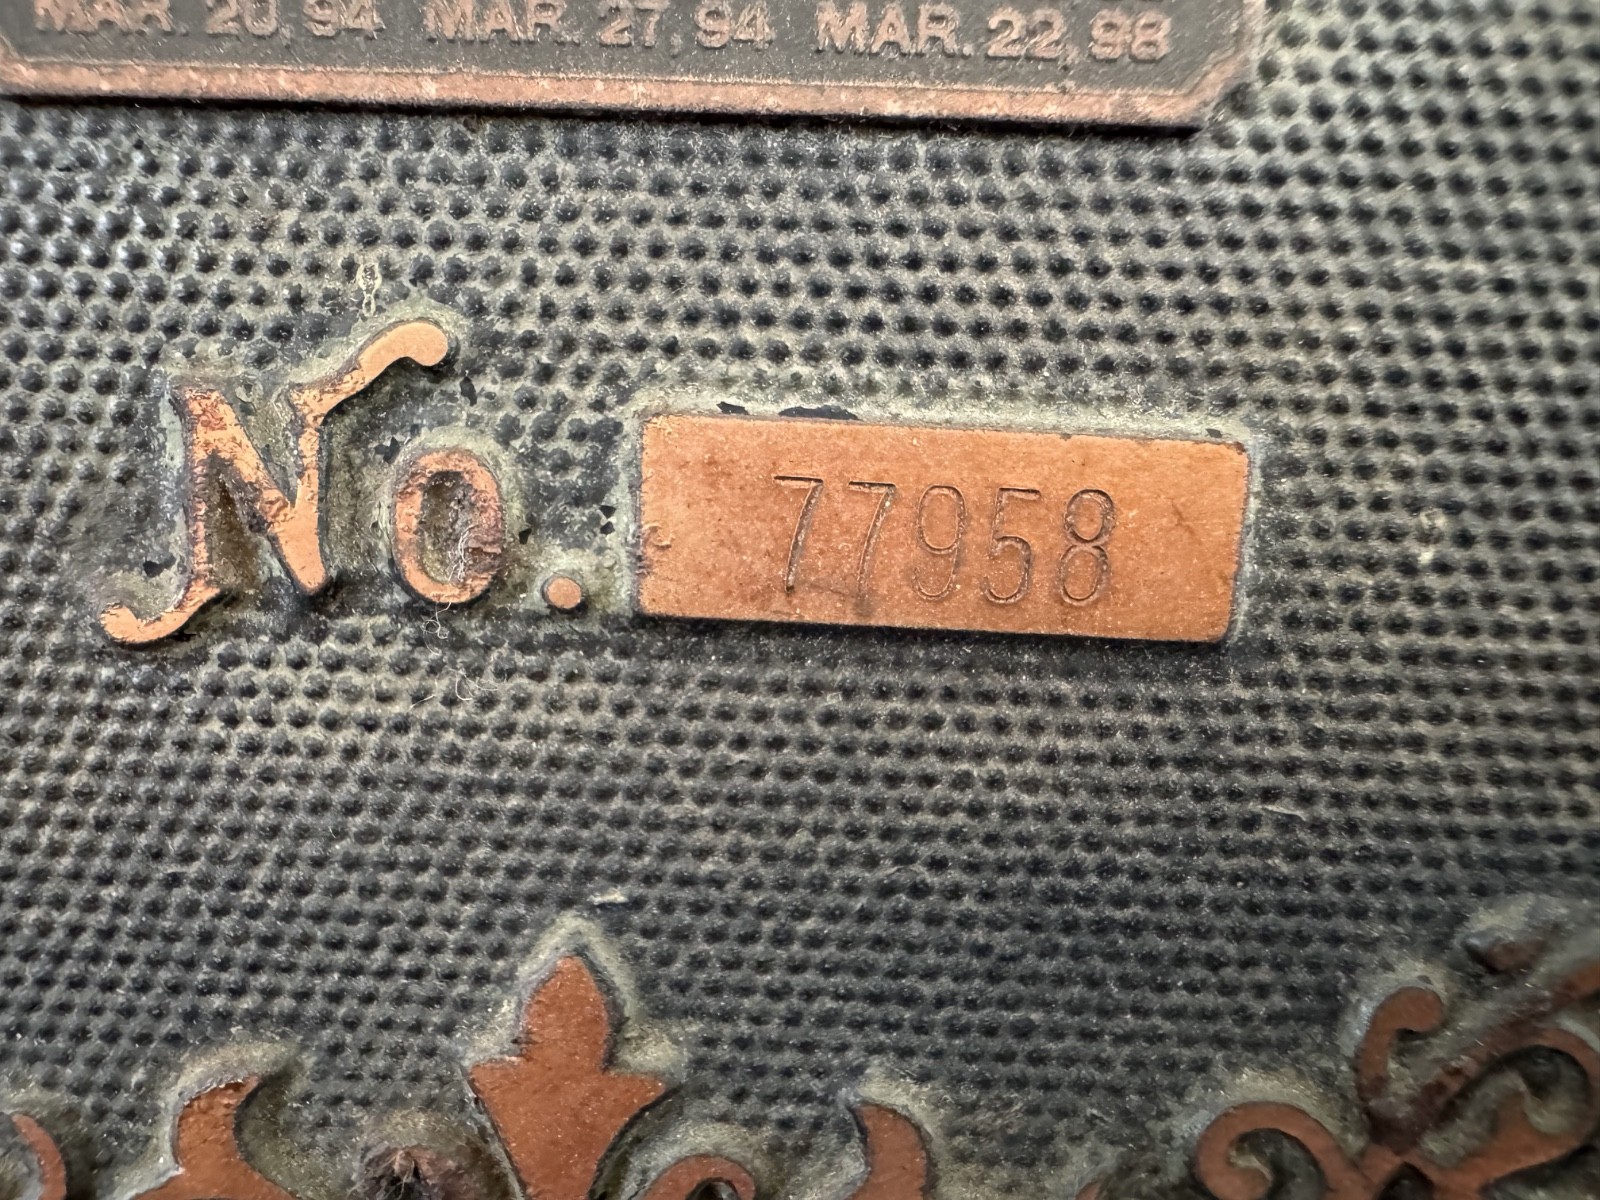 MAR. 20, 94 MAR. 27, 94 MAR. 22, 98
No. 77958